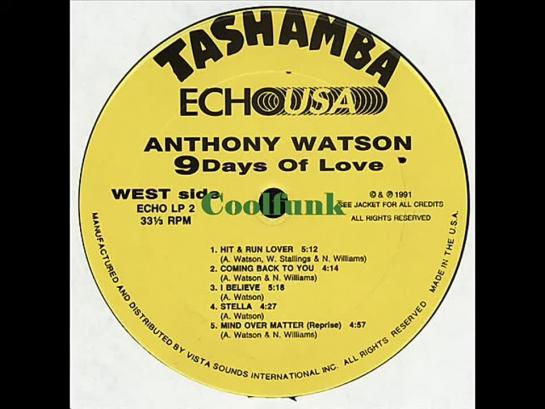 TASHAMBA
ECHO USA
ANTHONY WATSON
9 Days Of Love
WEST side
ECHO LP 2
33⅓ RPM
Coolfunk
© & ℗ 1991
SEE JACKET FOR ALL CREDITS
ALL RIGHTS RESERVED
1. HIT & RUN LOVER 5:12
(A. Watson, W. Stallings & N. Williams)
2. COMING BACK TO YOU 4:14
(A. Watson & N. Williams)
3. I BELIEVE 5:18
(A. Watson)
4. STELLA 4:27
(A. Watson)
5. MIND OVER MATTER (Reprise) 4:57
(A. Watson & N. Williams)
MANUFACTURED AND DISTRIBUTED BY VISTA SOUNDS INTERNATIONAL INC. ALL RIGHTS RESERVED MADE IN THE U.S.A.